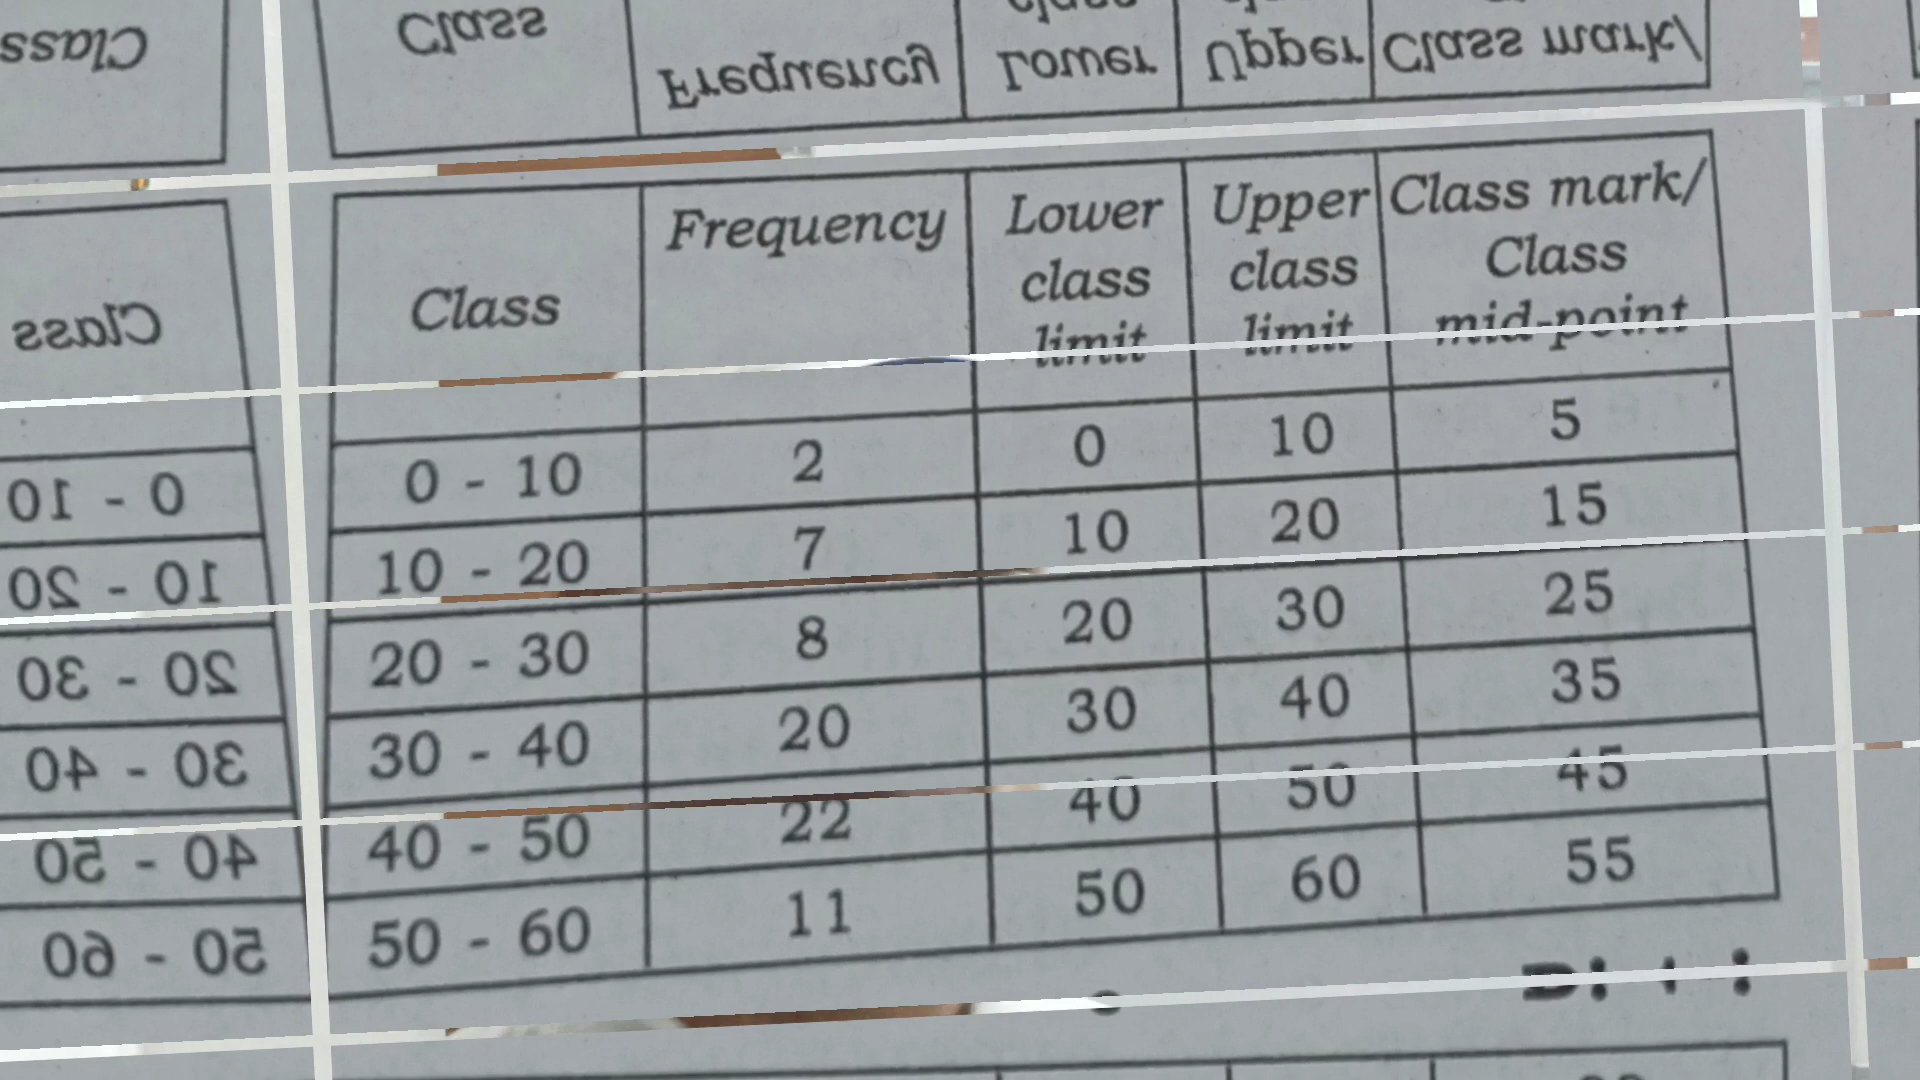 Class Frequency Lower class limit Upper class limit Class mark/ Class mid-point
0 - 10 2 0 10 5
10 - 20 7 10 20 15
20 - 30 8 20 30 25
30 - 40 20 30 40 35
40 - 50 22 40 50 45
50 - 60 11 50 60 55